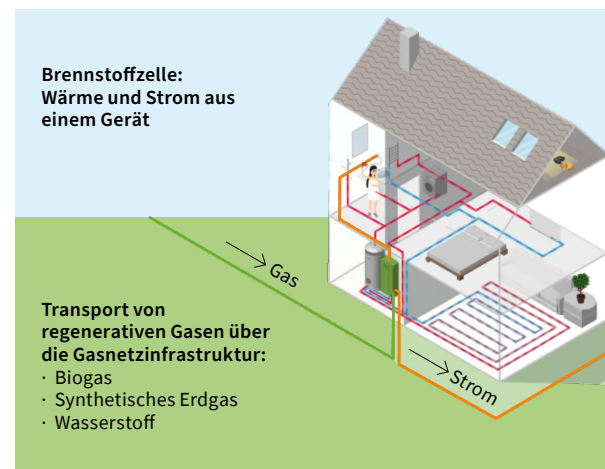 Brennstoffzelle:
Wärme und Strom aus
einem Gerät
Gas
Transport von
regenerativen Gasen über
die Gasnetzinfrastruktur:
· Biogas
· Synthetisches Erdgas
· Wasserstoff
Strom